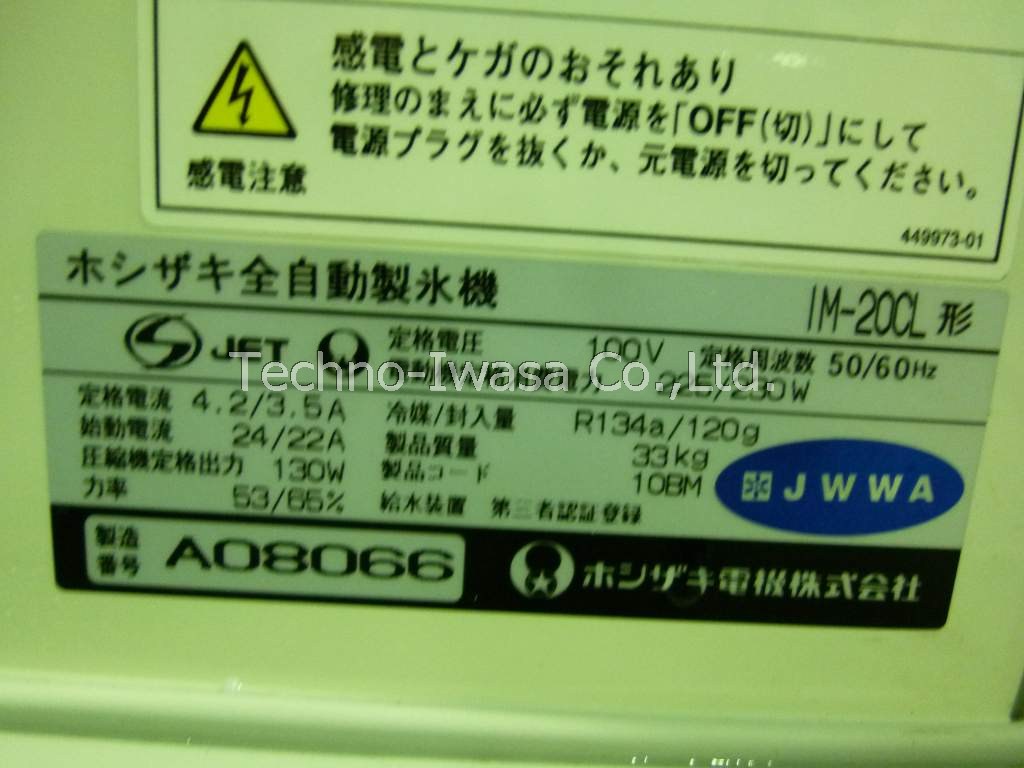 感電とケガのおそれあり
修理のまえに必ず電源を「OFF(切)」にして
電源プラグを抜くか、元電源を切ってください。
感電注意
449973-01
ホシザキ全自動製氷機 IM-20CL 形
JET 定格電圧 100V 定格周波数 50/60Hz
Techno-Iwasa Co.,Ltd.
定格電流 4.2/3.5A 冷媒/封入量 R134a/120g
始動電流 24/22A 製品質量 33kg
圧縮機定格出力 130W 製品コード 10BM
力率 53/65% 給水装置 第三者認証登録
JWWA
製造番号 A08066 ホシザキ電機株式会社